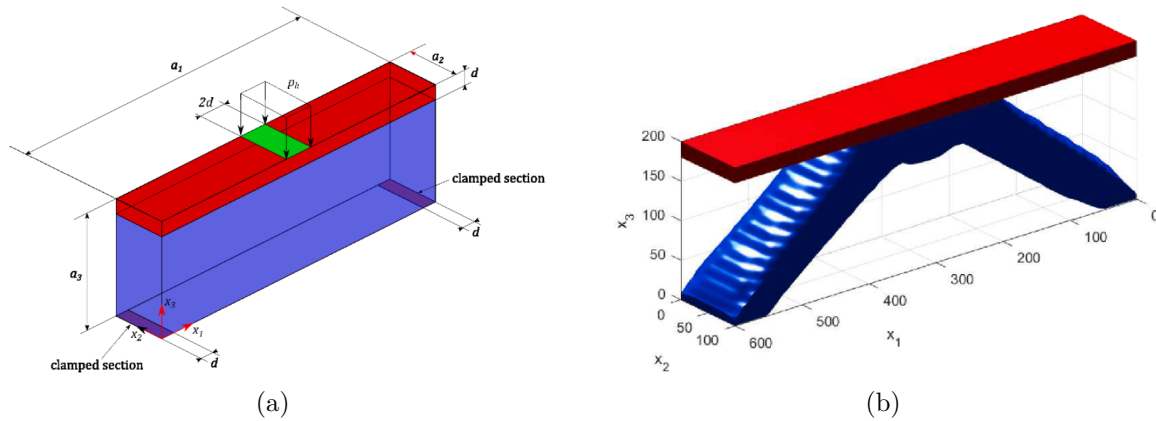 a₁
a₂
d
pₕ
2d
clamped section
d
a₃
x₃
x₂
x₁
clamped section
d
(a)
200
150
100
50
0
x₃
0
50
100
x₂
600
500
400
300
200
100
0
x₁
(b)